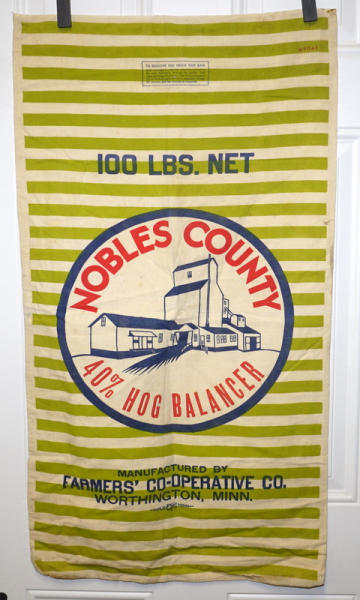 100 LBS. NET
NOBLES COUNTY
40% HOG BALANCER
MANUFACTURED BY
FARMERS' CO-OPERATIVE CO.
WORTHINGTON, MINN.